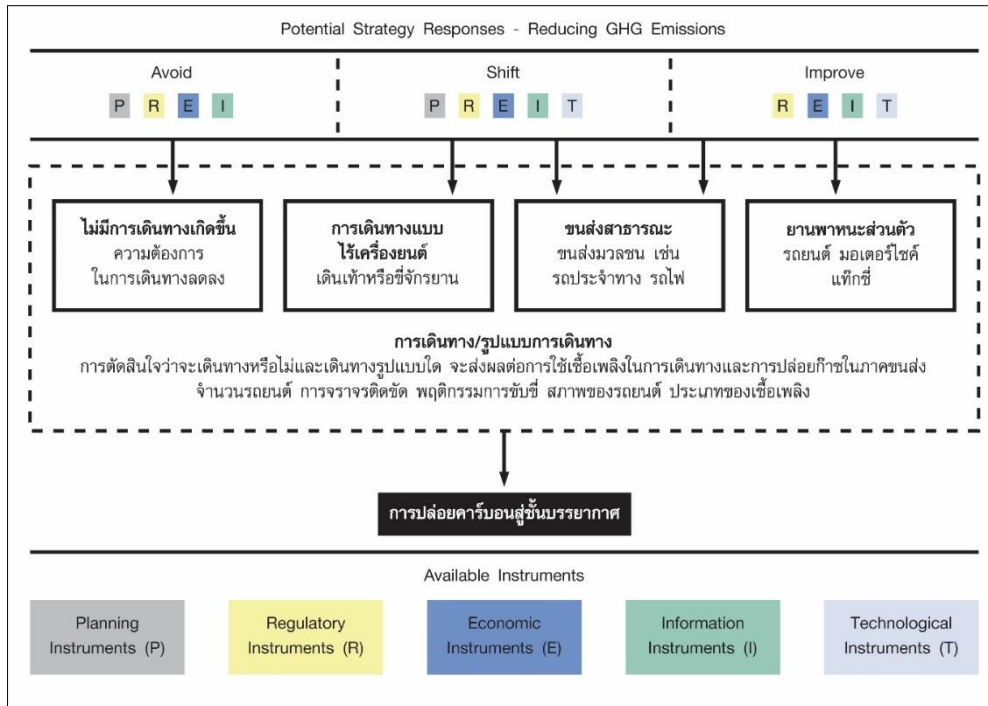 Potential Strategy Responses - Reducing GHG Emissions
Avoid
P R E I
Shift
P R E I T
Improve
R E I T
ไม่มีการเดินทางเกิดขึ้น
ความต้องการ
ในการเดินทางลดลง
การเดินทางแบบ
ไร้เครื่องยนต์
เดินเท้าหรือขี่จักรยาน
ขนส่งสาธารณะ
ขนส่งมวลชน เช่น
รถประจำทาง รถไฟ
ยานพาหนะส่วนตัว
รถยนต์ มอเตอร์ไซค์
แท๊กซี่
การเดินทาง/รูปแบบการเดินทาง
การตัดสินใจว่าจะเดินทางหรือไม่และเดินทางรูปแบบใด จะส่งผลต่อการใช้เชื้อเพลิงในการเดินทางและการปล่อยก๊าซในภาคขนส่ง
จำนวนรถยนต์ การจราจรติดขัด พฤติกรรมการขับขี่ สภาพของรถยนต์ ประเภทของเชื้อเพลิง
การปล่อยคาร์บอนสู่ชั้นบรรยากาศ
Available Instruments
Planning
Instruments (P)
Regulatory
Instruments (R)
Economic
Instruments (E)
Information
Instruments (I)
Technological
Instruments (T)